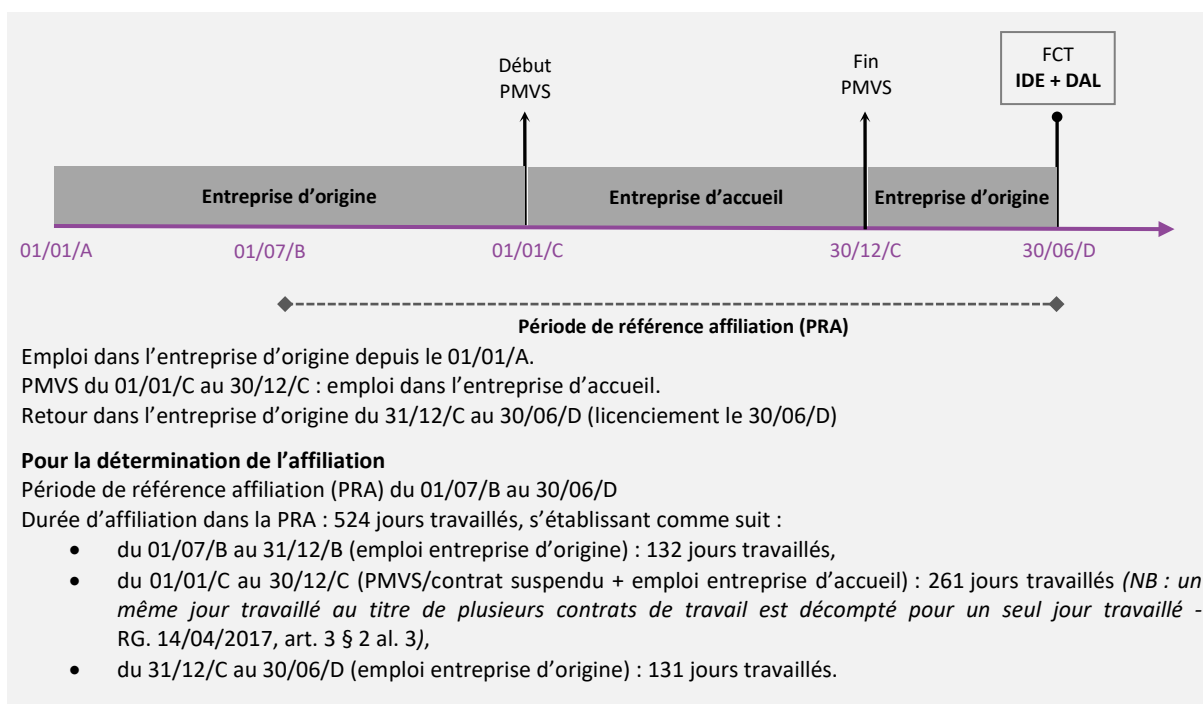 Début
PMVS
Fin
PMVS
FCT
IDE + DAL
Entreprise d’origine
Entreprise d’accueil
Entreprise d’origine
01/01/A
01/07/B
01/01/C
30/12/C
30/06/D
Période de référence affiliation (PRA)
Emploi dans l’entreprise d’origine depuis le 01/01/A.
PMVS du 01/01/C au 30/12/C : emploi dans l’entreprise d’accueil.
Retour dans l’entreprise d’origine du 31/12/C au 30/06/D (licenciement le 30/06/D)
Pour la détermination de l’affiliation
Période de référence affiliation (PRA) du 01/07/B au 30/06/D
Durée d’affiliation dans la PRA : 524 jours travaillés, s’établissant comme suit :
• du 01/07/B au 31/12/B (emploi entreprise d’origine) : 132 jours travaillés,
• du 01/01/C au 30/12/C (PMVS/contrat suspendu + emploi entreprise d’accueil) : 261 jours travaillés (NB : un
même jour travaillé au titre de plusieurs contrats de travail est décompté pour un seul jour travaillé -
RG. 14/04/2017, art. 3 § 2 al. 3),
• du 31/12/C au 30/06/D (emploi entreprise d’origine) : 131 jours travaillés.